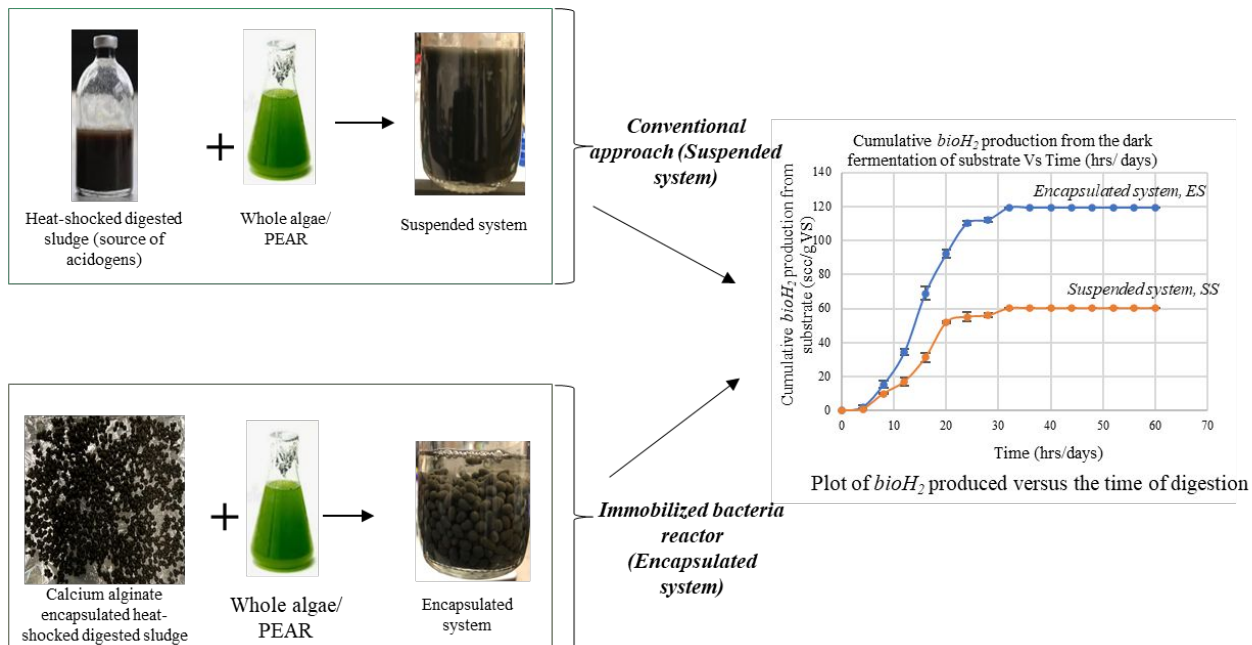 Heat-shocked digested
sludge (source of
acidogens)
+
Whole algae/
PEAR
Suspended system
Conventional
approach (Suspended
system)
Calcium alginate
encapsulated heat-
shocked digested sludge
+
Whole algae/
PEAR
Encapsulated
system
Immobilized bacteria
reactor
(Encapsulated
system)
Cumulative bioH2 production from the dark
fermentation of substrate Vs Time (hrs/ days)
Cumulative bioH2 production from
substrate (scc/g VS)
140
120
100
80
60
40
20
0
Encapsulated system, ES
Suspended system, SS
0 10 20 30 40 50 60 70
Time (hrs/days)
Plot of bioH2 produced versus the time of digestion